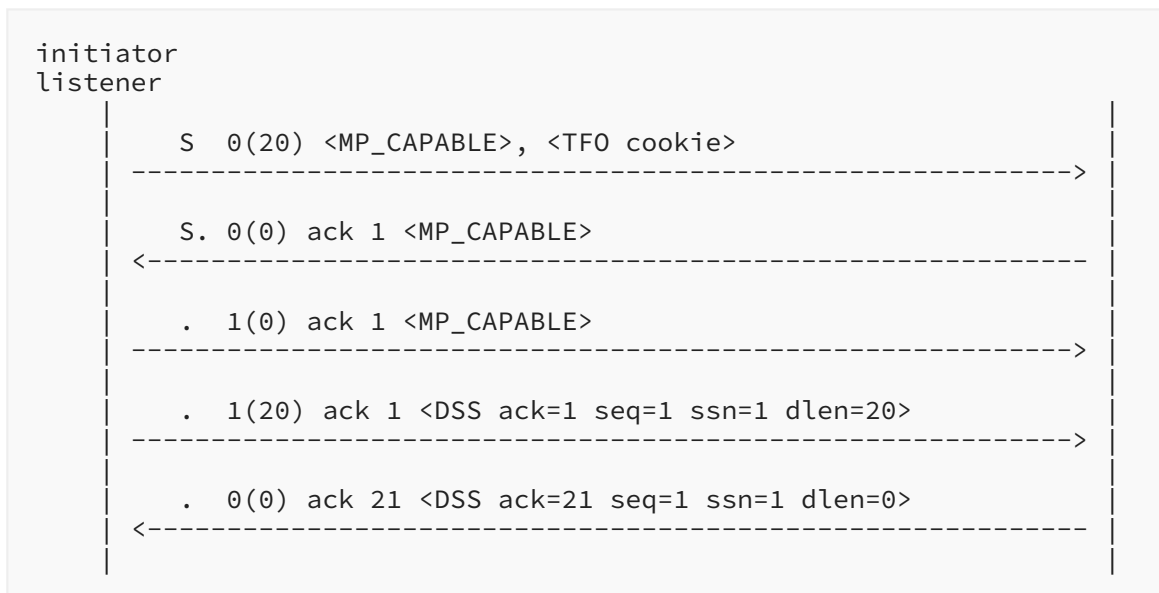 initiator
listener
S 0(20) <MP_CAPABLE>, <TFO cookie>
S. 0(0) ack 1 <MP_CAPABLE>
. 1(0) ack 1 <MP_CAPABLE>
. 1(20) ack 1 <DSS ack=1 seq=1 ssn=1 dlen=20>
. 0(0) ack 21 <DSS ack=21 seq=1 ssn=1 dlen=0>